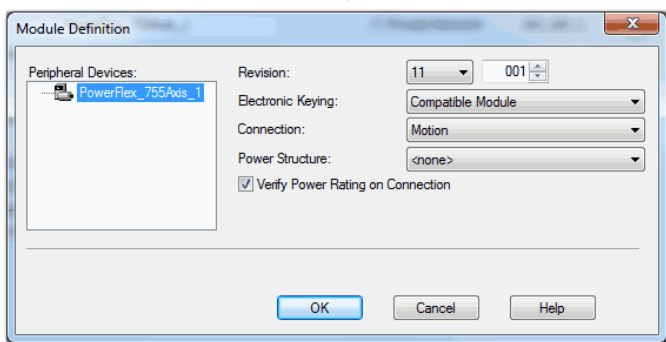 Module Definition
Peripheral Devices:
PowerFlex_755Axis_1
Revision: 11 001
Electronic Keying: Compatible Module
Connection: Motion
Power Structure: <none>
Verify Power Rating on Connection
OK Cancel Help